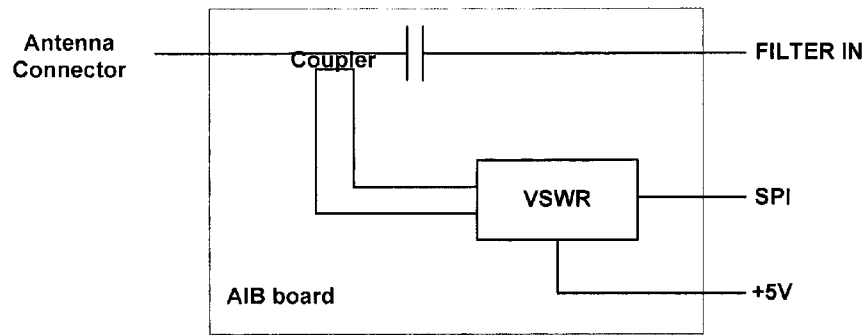 Antenna
Connector
Coupler
FILTER IN
VSWR
SPI
+5V
AIB board